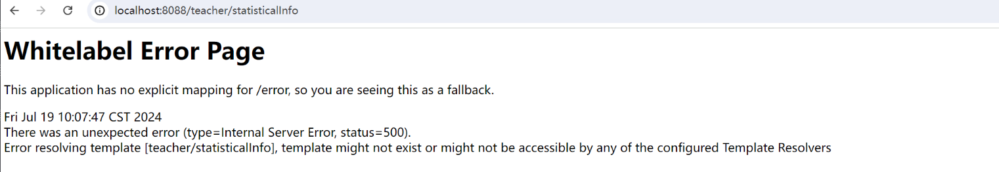 localhost:8088/teacher/statisticalInfo
Whitelabel Error Page
This application has no explicit mapping for /error, so you are seeing this as a fallback.
Fri Jul 19 10:07:47 CST 2024
There was an unexpected error (type=Internal Server Error, status=500).
Error resolving template [teacher/statisticalInfo], template might not exist or might not be accessible by any of the configured Template Resolvers